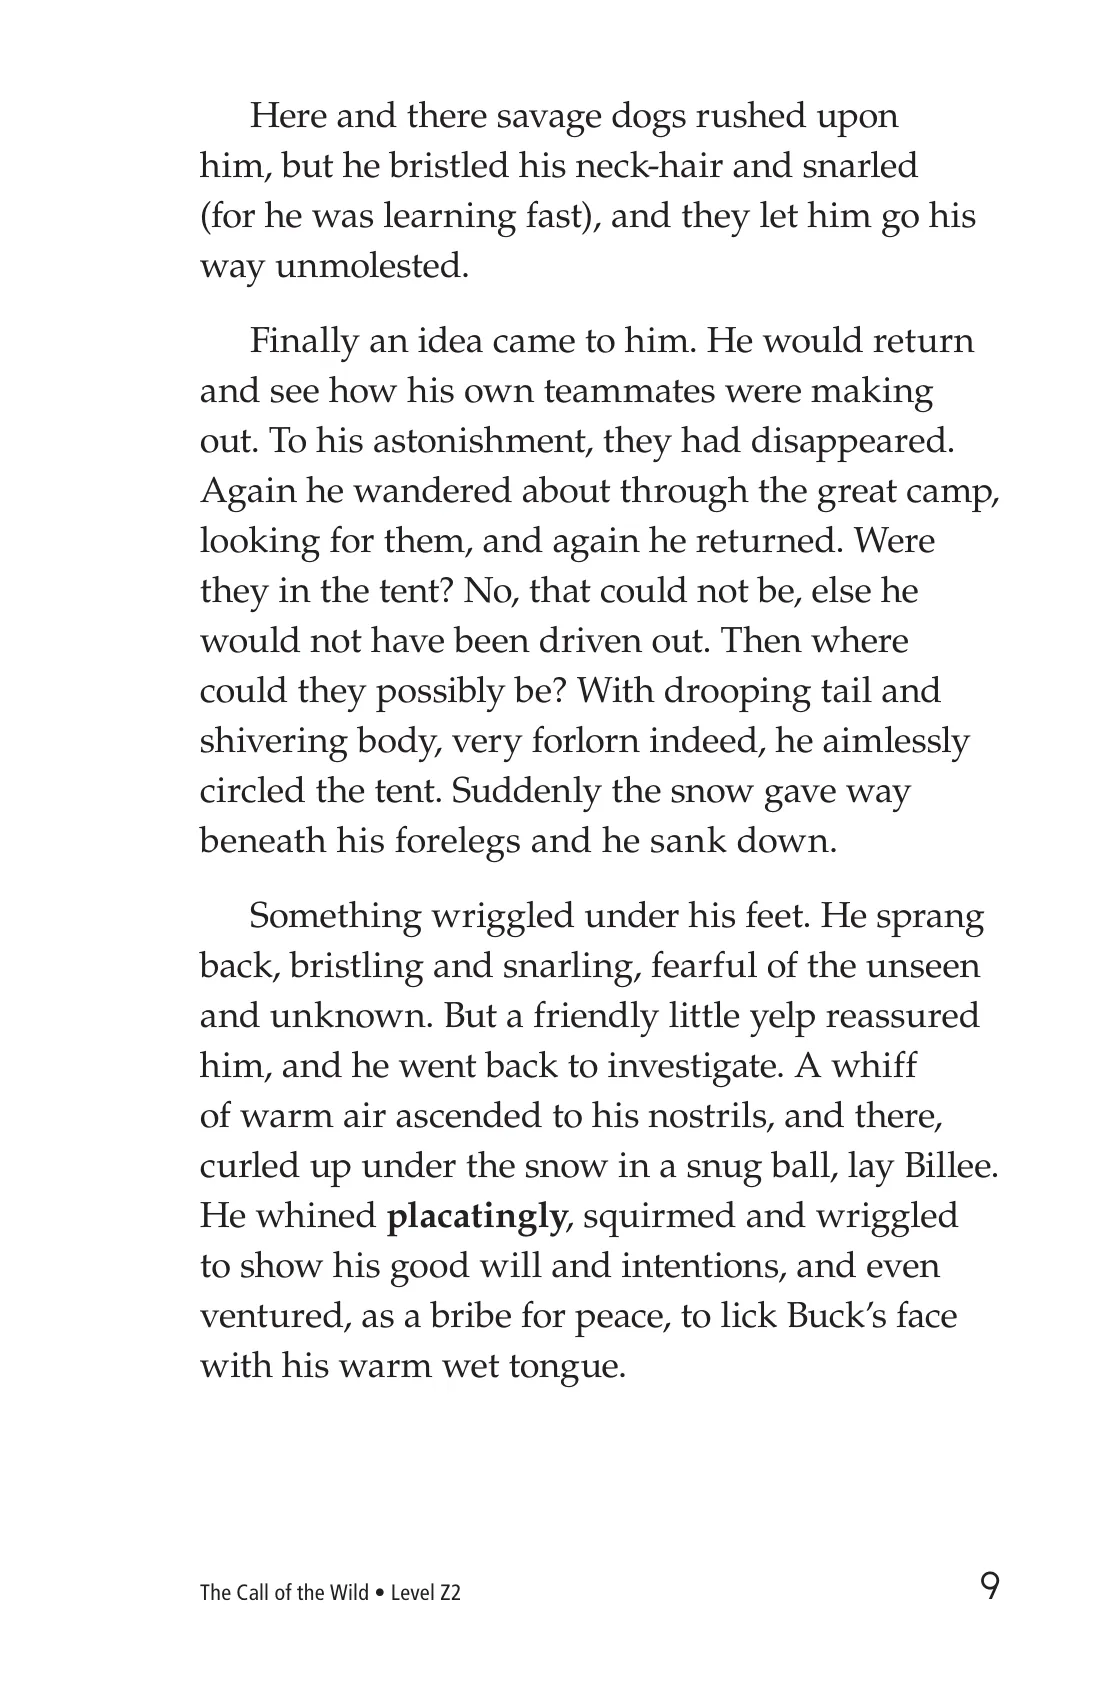 Here and there savage dogs rushed upon
him, but he bristled his neck-hair and snarled
(for he was learning fast), and they let him go his
way unmolested.
Finally an idea came to him. He would return
and see how his own teammates were making
out. To his astonishment, they had disappeared.
Again he wandered about through the great camp,
looking for them, and again he returned. Were
they in the tent? No, that could not be, else he
would not have been driven out. Then where
could they possibly be? With drooping tail and
shivering body, very forlorn indeed, he aimlessly
circled the tent. Suddenly the snow gave way
beneath his forelegs and he sank down.
Something wriggled under his feet. He sprang
back, bristling and snarling, fearful of the unseen
and unknown. But a friendly little yelp reassured
him, and he went back to investigate. A whiff
of warm air ascended to his nostrils, and there,
curled up under the snow in a snug ball, lay Billee.
He whined placatingly, squirmed and wriggled
to show his good will and intentions, and even
ventured, as a bribe for peace, to lick Buck’s face
with his warm wet tongue.
The Call of the Wild • Level Z2
9